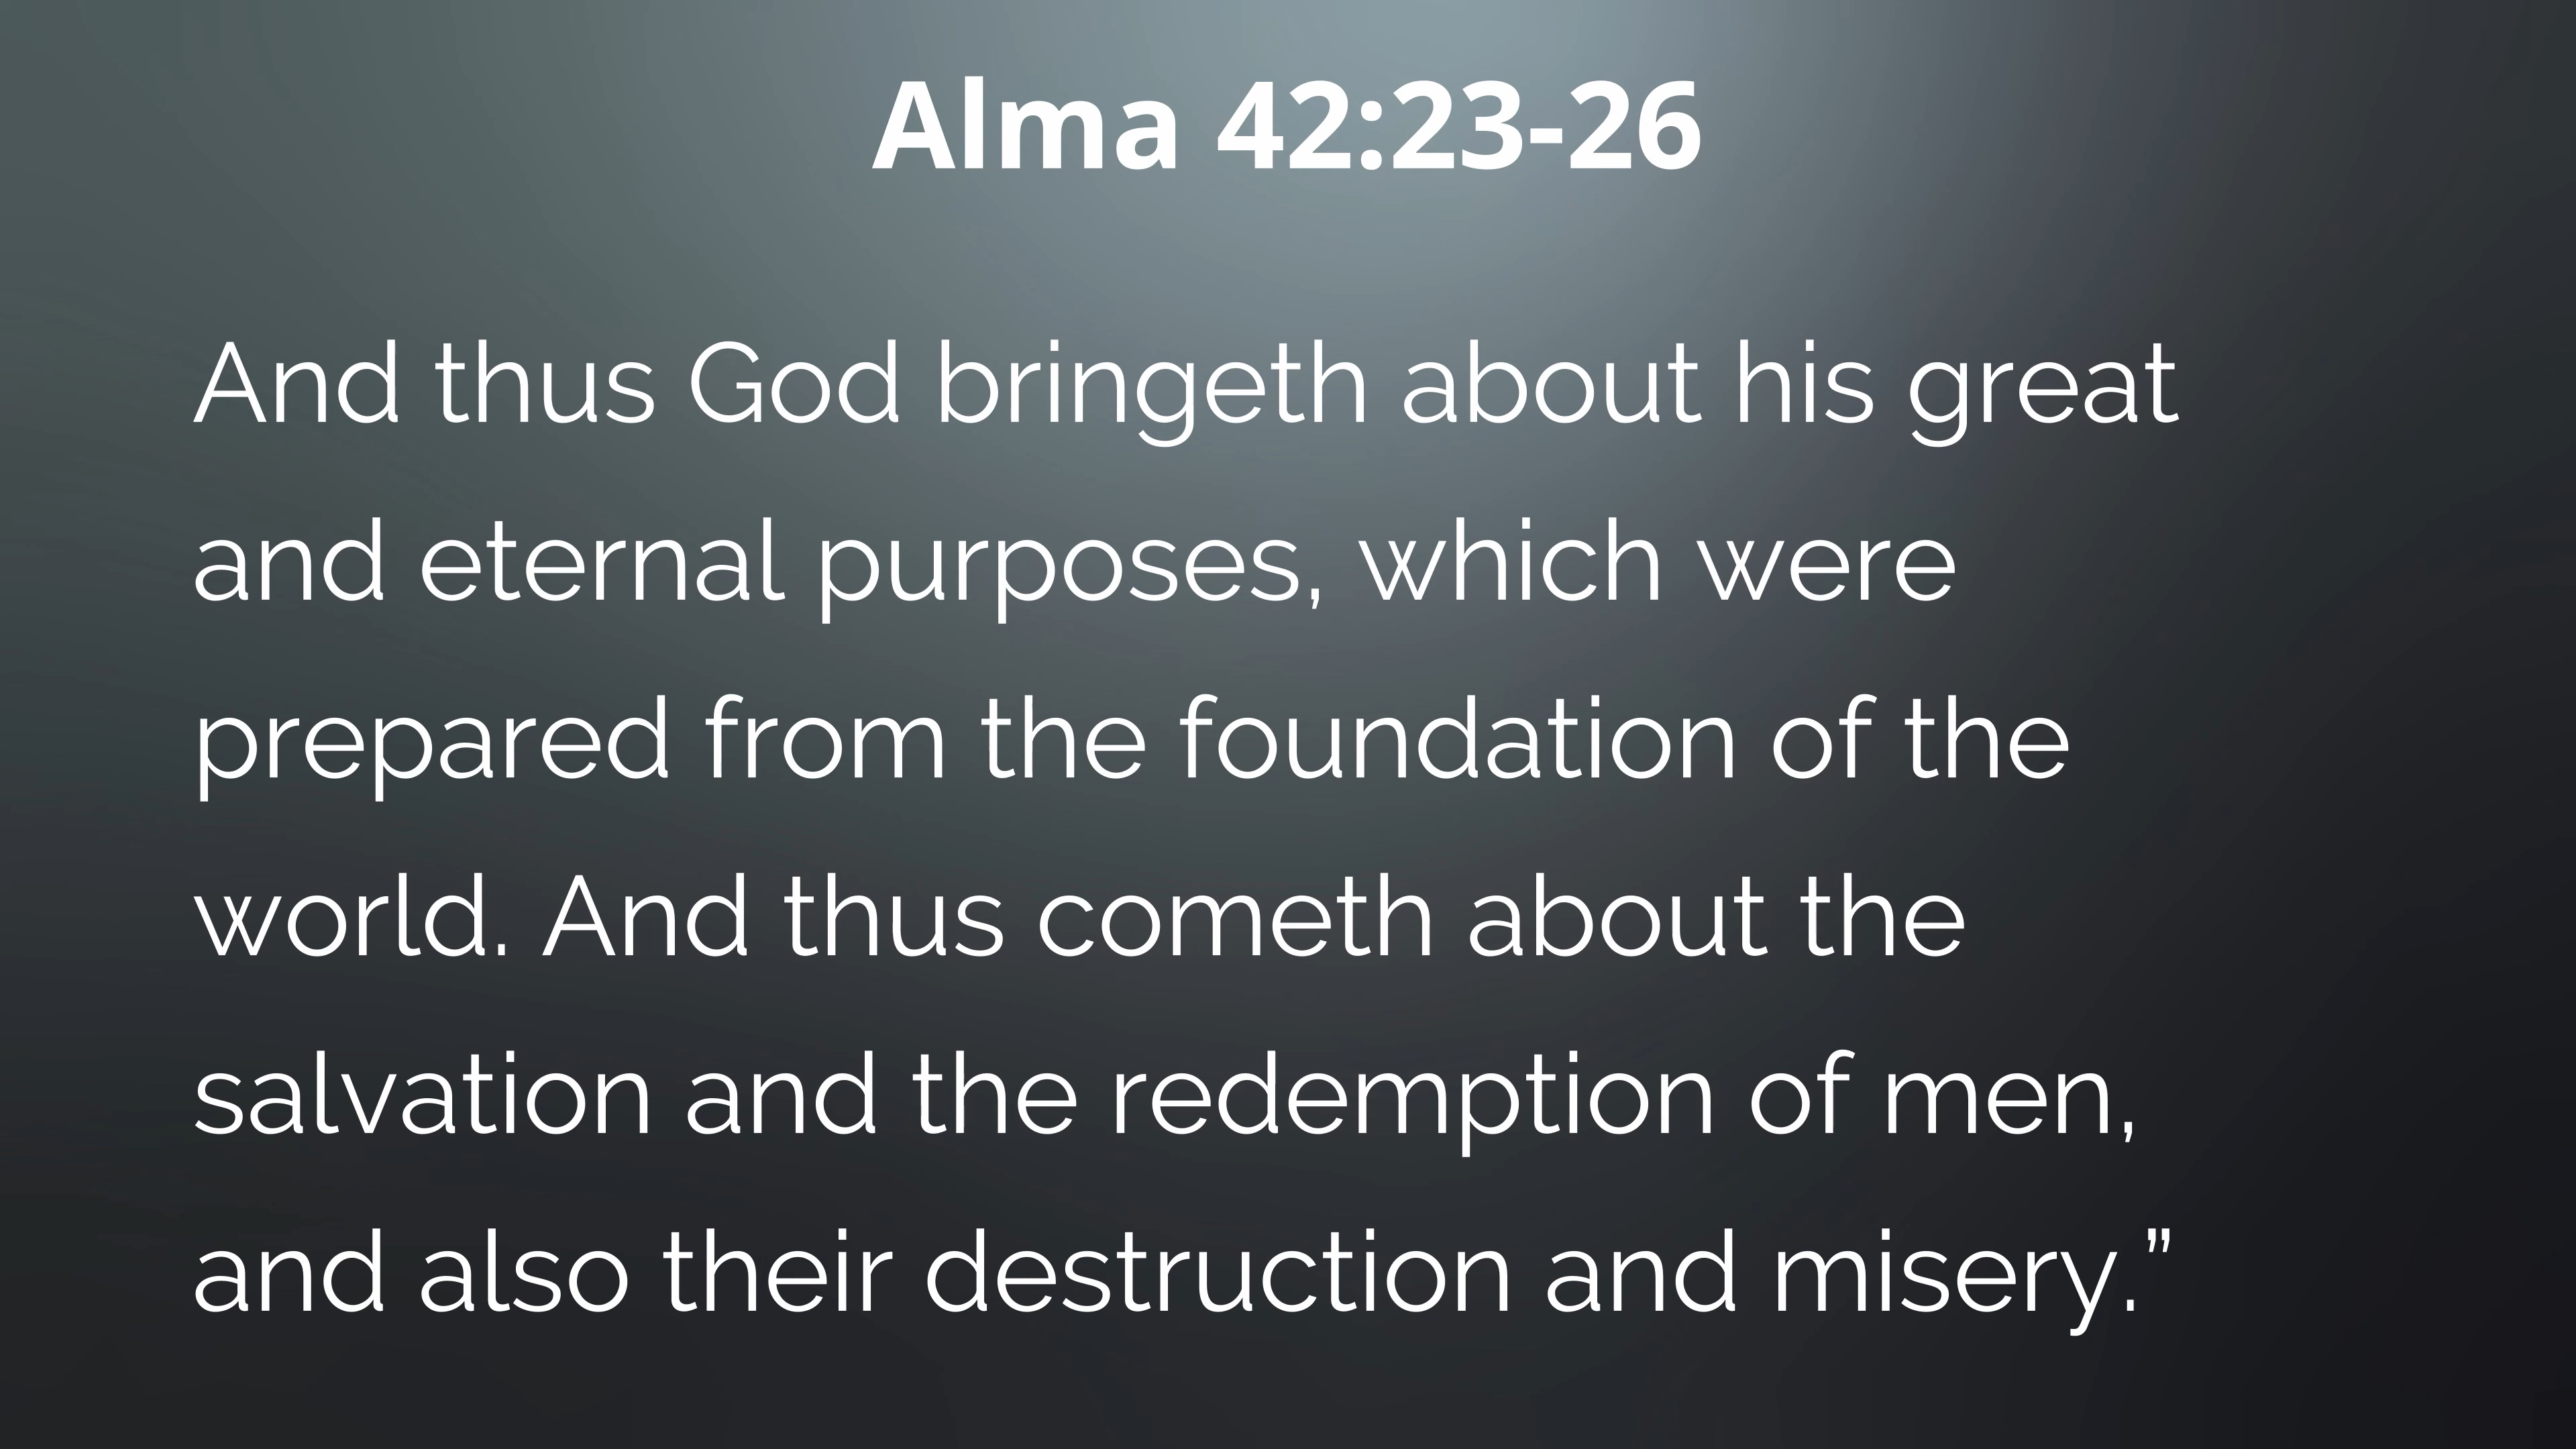 Alma 42:23-26
And thus God bringeth about his great
and eternal purposes, which were
prepared from the foundation of the
world. And thus cometh about the
salvation and the redemption of men,
and also their destruction and misery.”